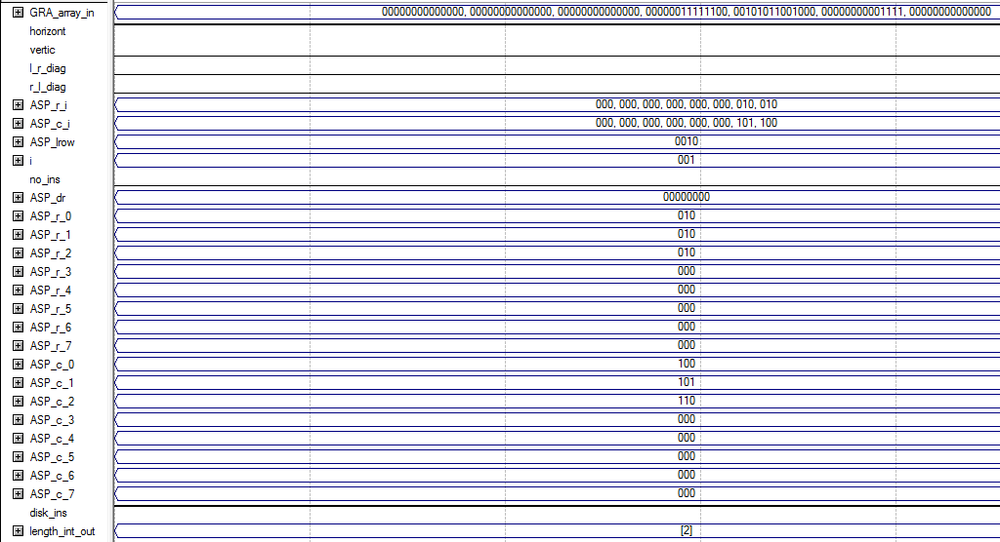 GRA_array_in 00000000000000, 00000000000000, 00000000000000, 00000011111100, 00101011001000, 00000000001111, 00000000000000
horizont
vertic
l_r_diag
r_l_diag
ASP_r_i 000, 000, 000, 000, 000, 000, 010, 010
ASP_c_i 000, 000, 000, 000, 000, 000, 101, 100
ASP_lrow 0010
i 001
no_ins
ASP_dr 00000000
ASP_r_0 010
ASP_r_1 010
ASP_r_2 010
ASP_r_3 000
ASP_r_4 000
ASP_r_5 000
ASP_r_6 000
ASP_r_7 000
ASP_c_0 100
ASP_c_1 101
ASP_c_2 110
ASP_c_3 000
ASP_c_4 000
ASP_c_5 000
ASP_c_6 000
ASP_c_7 000
disk_ins
length_int_out [2]